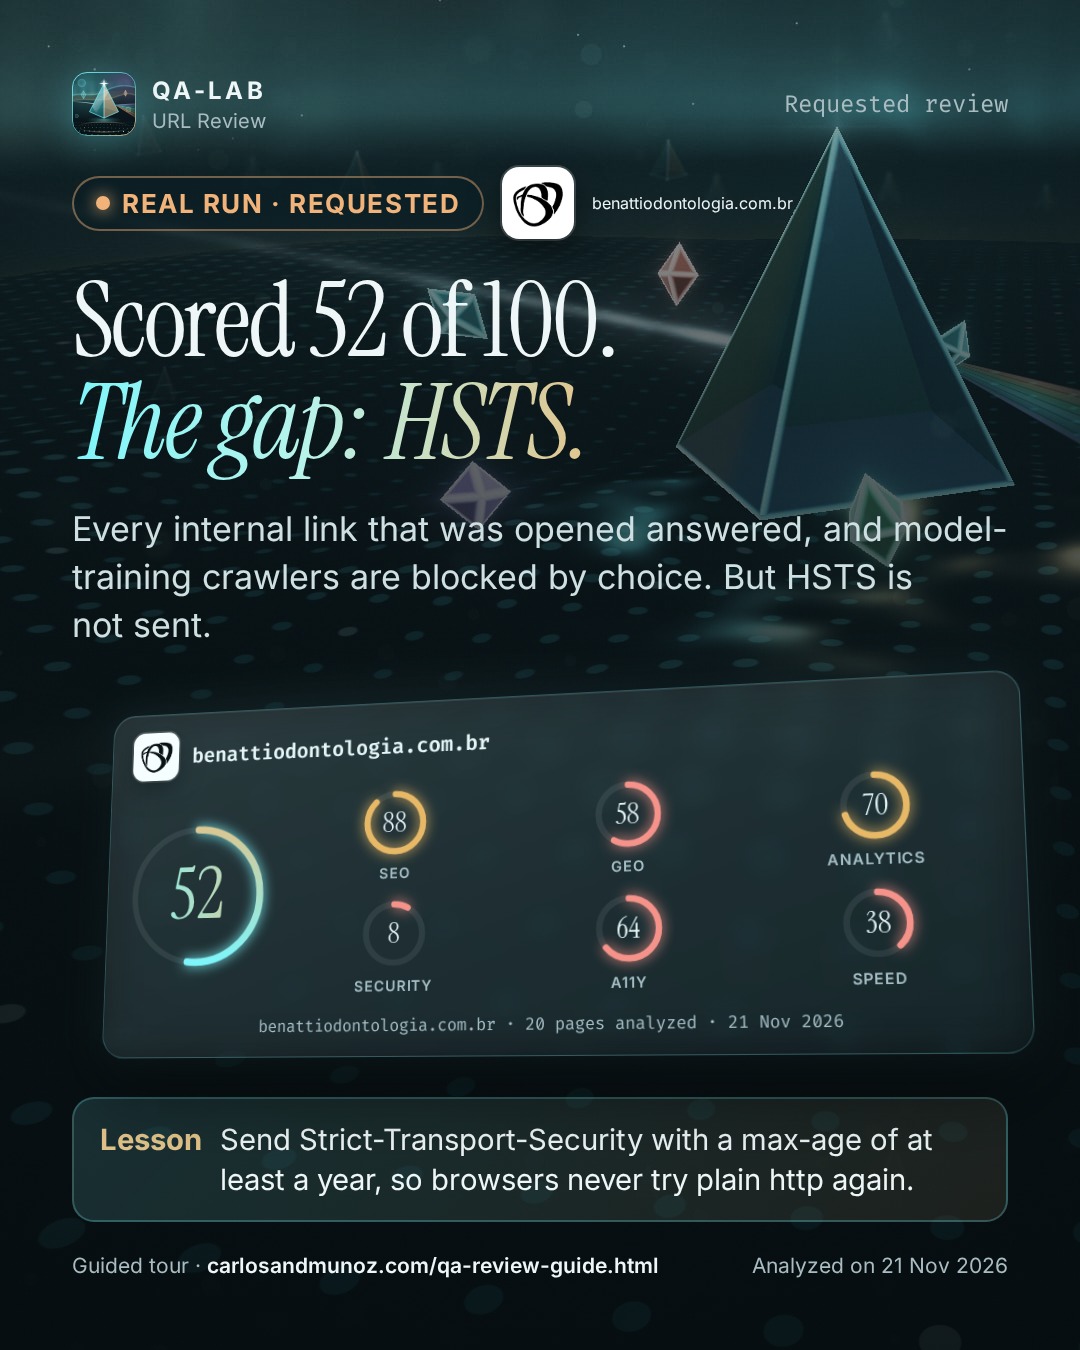 QA-LAB
URL Review
Requested review
REAL RUN · REQUESTED
benattiodontologia.com.br
Scored 52 of 100.
The gap: HSTS.
Every internal link that was opened answered, and model-
training crawlers are blocked by choice. But HSTS is
not sent.
benattiodontologia.com.br
52
88
SEO
58
GEO
70
ANALYTICS
8
SECURITY
64
A11Y
38
SPEED
benattiodontologia.com.br · 20 pages analyzed · 21 Nov 2026
Lesson Send Strict-Transport-Security with a max-age of at
least a year, so browsers never try plain http again.
Guided tour · carlosandmunoz.com/qa-review-guide.html
Analyzed on 21 Nov 2026